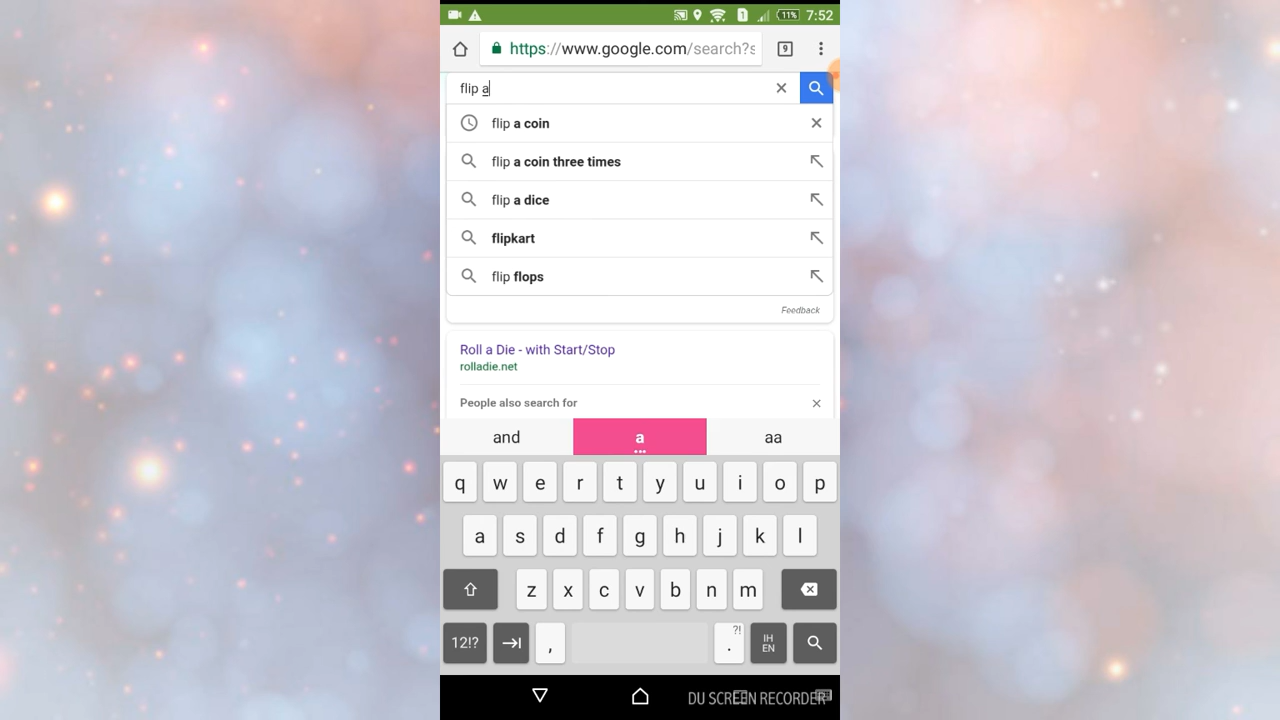 11% 7:52
https://www.google.com/search?s
9
flip a
flip a coin
flip a coin three times
flip a dice
flipkart
flip flops
Feedback
Roll a Die - with Start/Stop
rolladie.net
People also search for
and a aa
q w e r t y u i o p
a s d f g h j k l
z x c v b n m
12!? , . ?! IH EN
DU SCREEN RECORDER